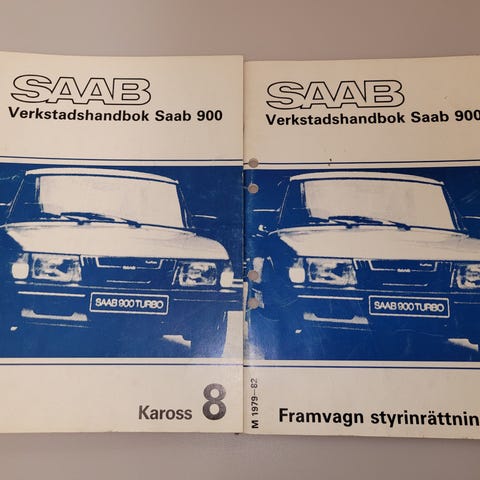 SAAB
Verkstadshandbok Saab 900
SAAB 900 TURBO
Kaross 8
SAAB
Verkstadshandbok Saab 900
SAAB 900 TURBO
M 1979-82
Framvagn styrinrättnin